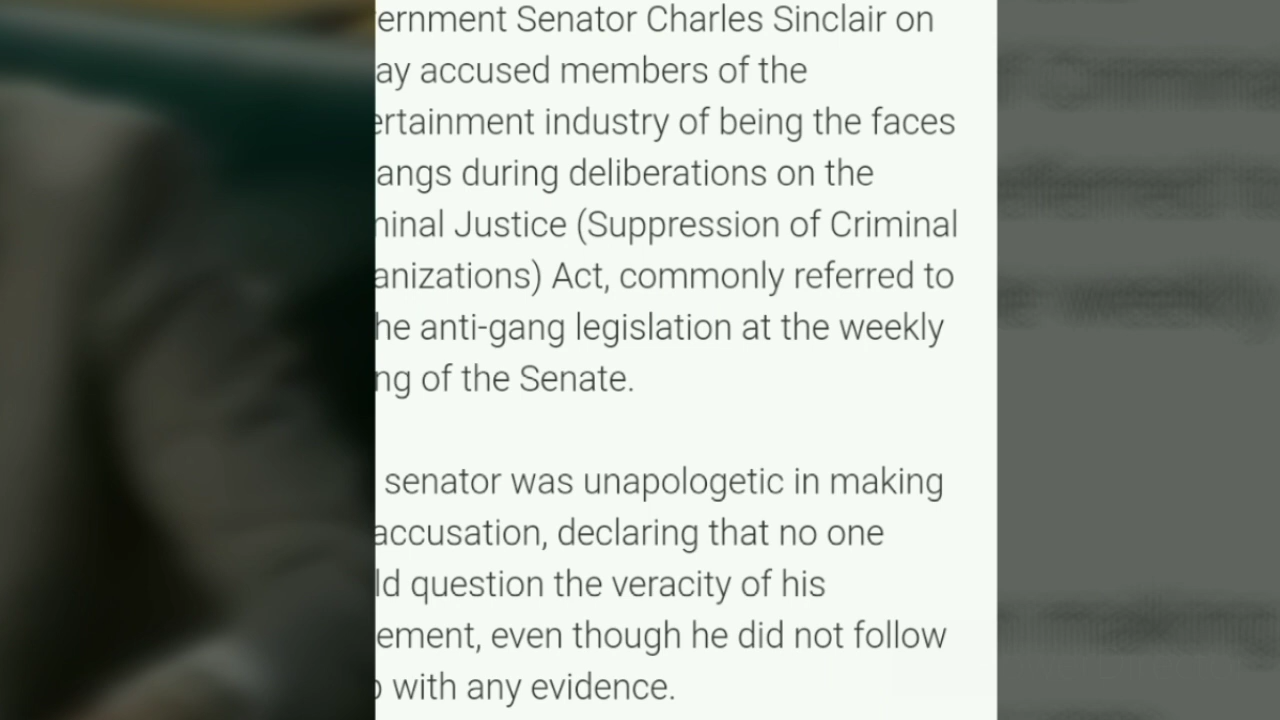 ernment Senator Charles Sinclair on
ay accused members of the
ertainment industry of being the faces
angs during deliberations on the
ninal Justice (Suppression of Criminal
anizations) Act, commonly referred to
he anti-gang legislation at the weekly
ng of the Senate.
senator was unapologetic in making
accusation, declaring that no one
ld question the veracity of his
ement, even though he did not follow
with any evidence.